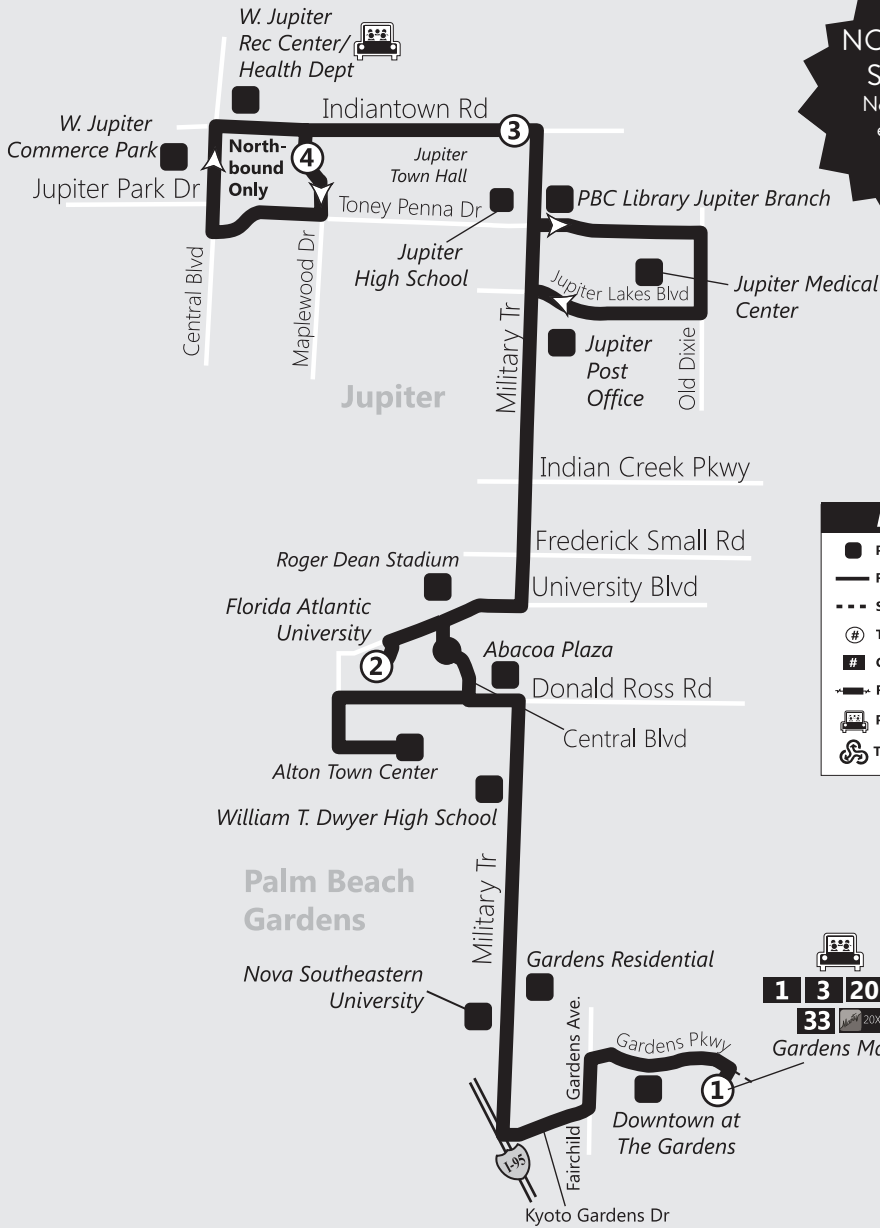 W. Jupiter
Rec Center/
Health Dept
Indiantown Rd
3
W. Jupiter
Commerce Park
North-
bound
Only
4
Jupiter
Town Hall
Jupiter Park Dr
Toney Penna Dr
PBC Library Jupiter Branch
Jupiter
High School
Central Blvd
Maplewood Dr
Jupiter Lakes Blvd
Jupiter Medical
Center
Military Tr
Jupiter
Post
Office
Old Dixie
Jupiter
Indian Creek Pkwy
Frederick Small Rd
Roger Dean Stadium
University Blvd
Florida Atlantic
University
2
Abacoa Plaza
Donald Ross Rd
Central Blvd
Alton Town Center
William T. Dwyer High School
Palm Beach
Gardens
Military Tr
Nova Southeastern
University
Gardens Residential
1 3 20
33 20X
Fairchild Gardens Ave.
Gardens Pkwy
1
Downtown at
The Gardens
I-95
Kyoto Gardens Dr
#
#